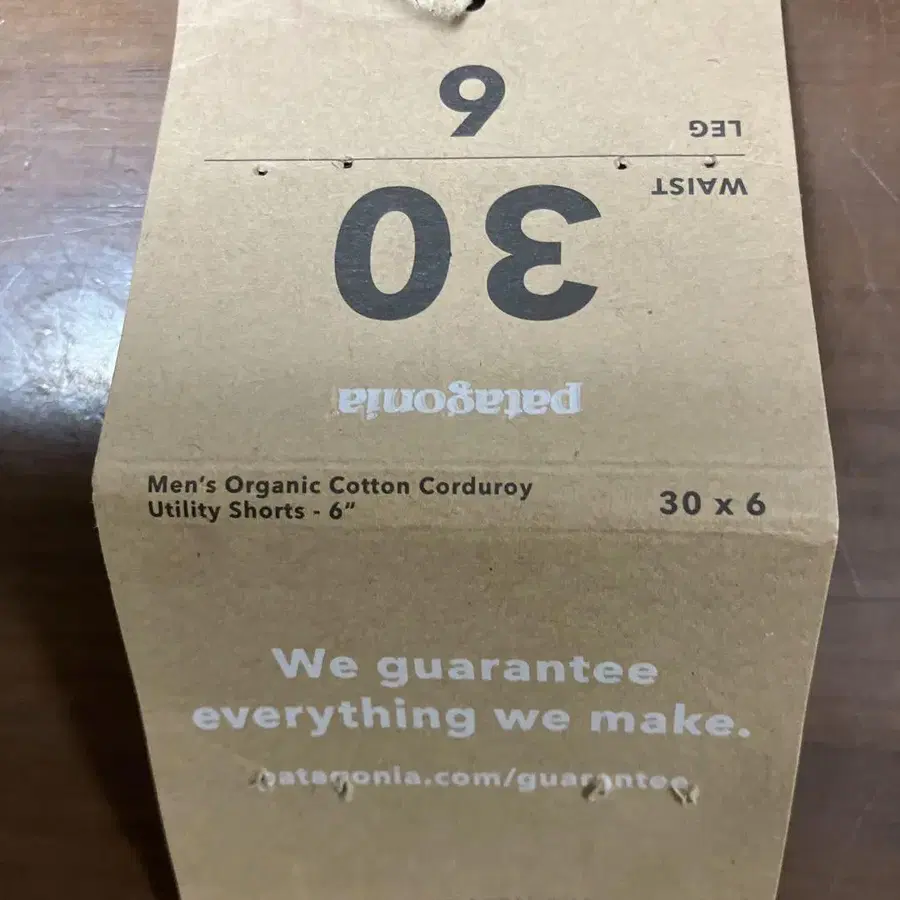 6
LEG
WAIST
30
patagonia
Men's Organic Cotton Corduroy
Utility Shorts - 6"
30 x 6
We guarantee
everything we make.
patagonia.com/guarantee